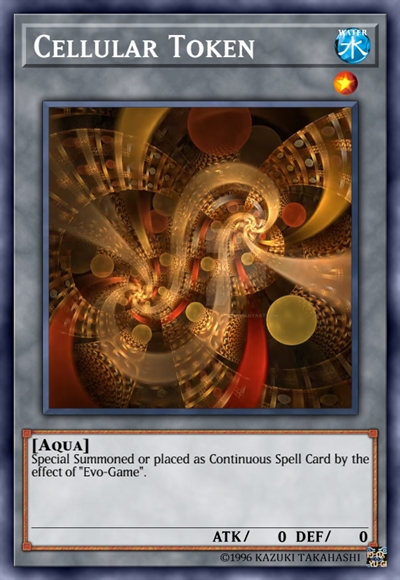 CELLULAR TOKEN
WATER
水
[AQUA]
Special Summoned or placed as Continuous Spell Card by the
effect of "Evo-Game".
ATK/ 0 DEF/ 0
©1996 KAZUKI TAKAHASHI